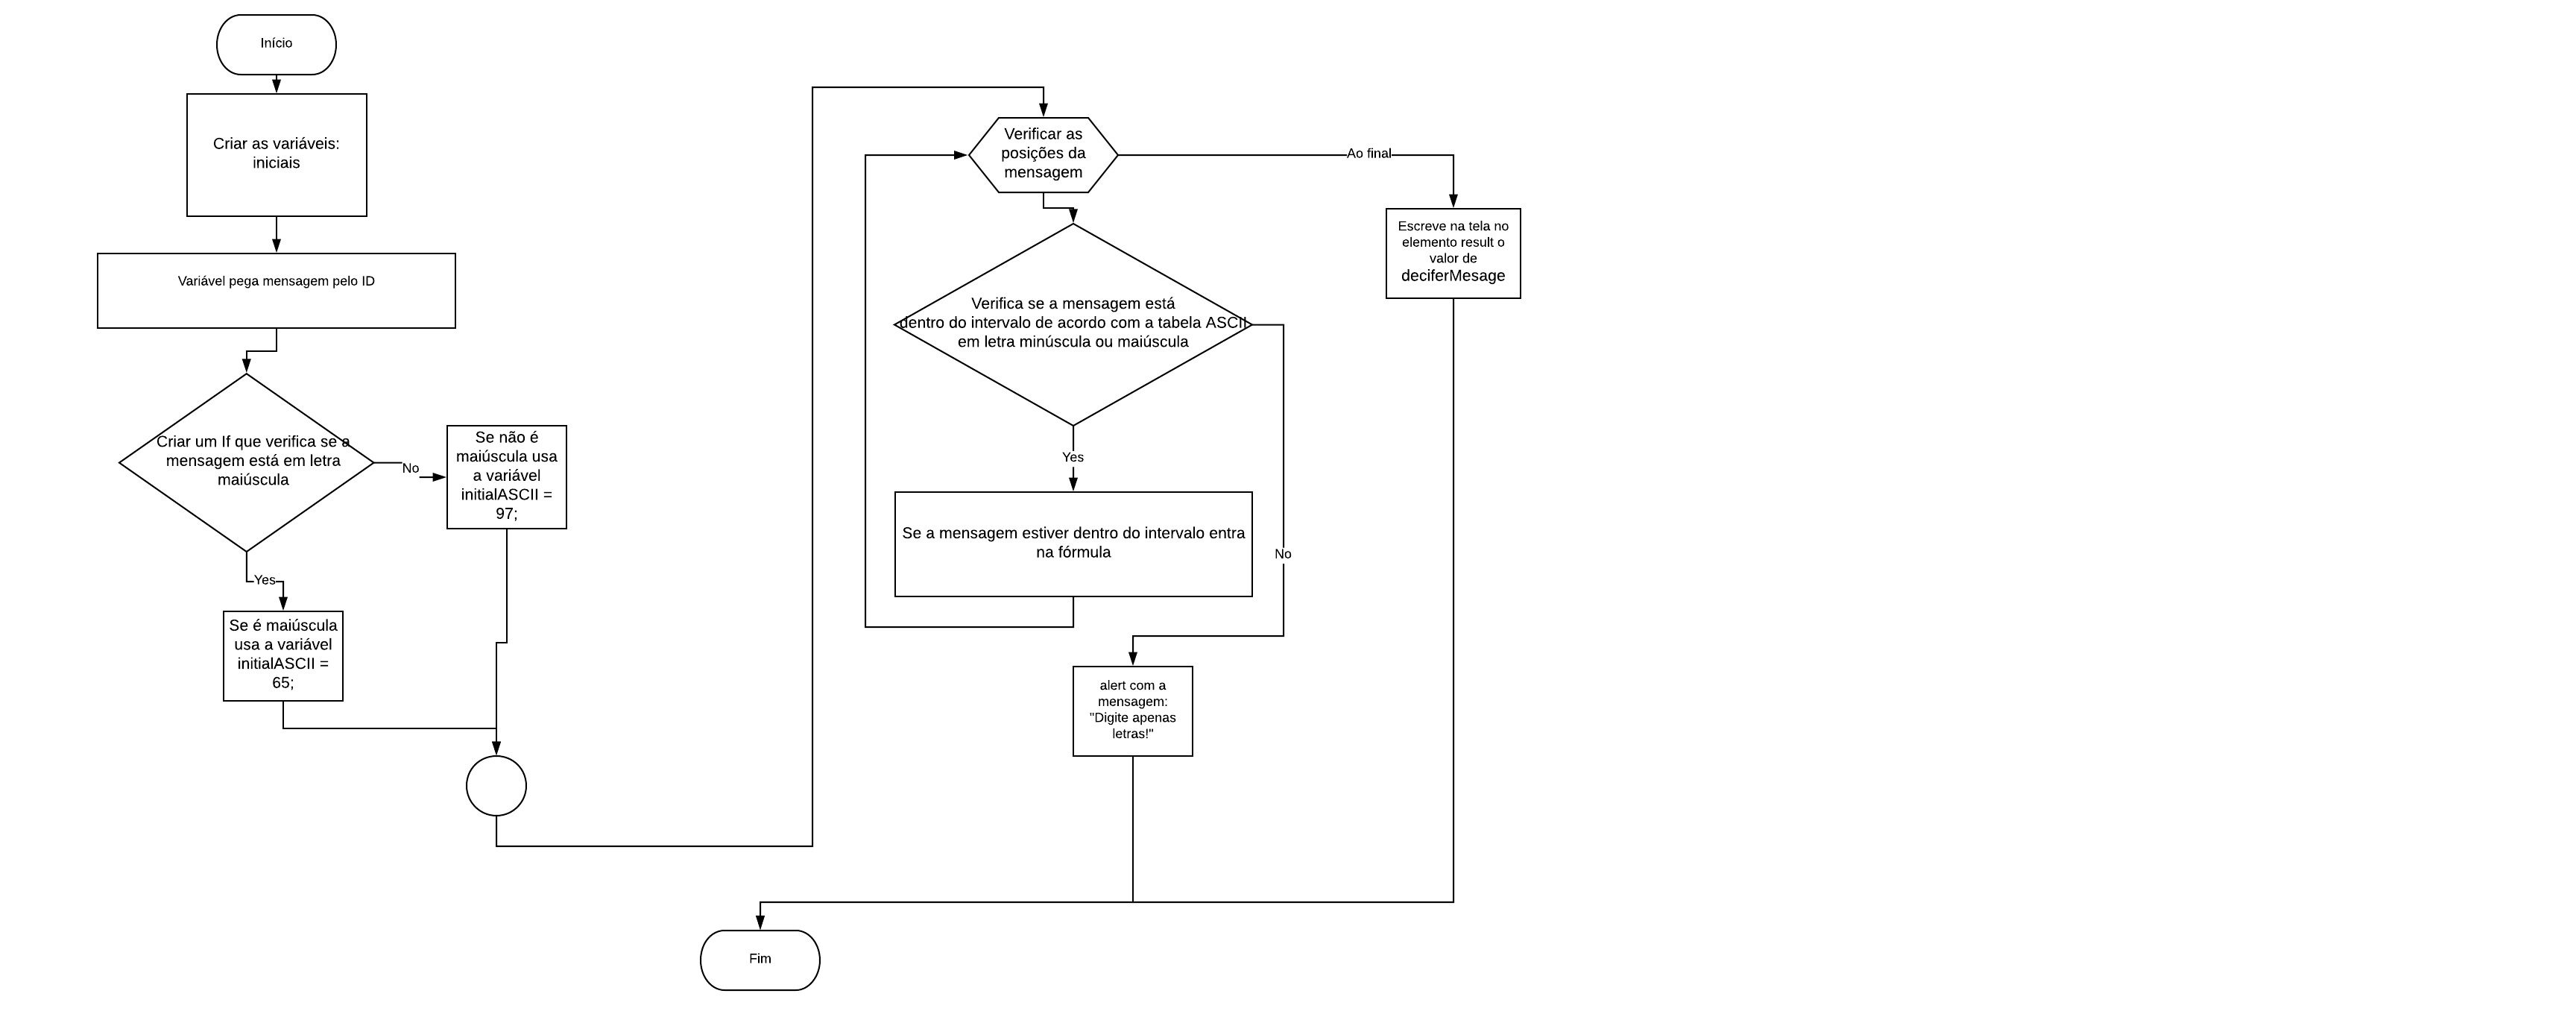 Início
Criar as variáveis:
iniciais
Variável pega mensagem pelo ID
Criar um If que verifica se a
mensagem está em letra
maiúscula
No
Se não é
maiúscula usa
a variável
initialASCII =
97;
Yes
Se é maiúscula
usa a variável
initialASCII =
65;
Verificar as
posições da
mensagem
Ao final
Escreve na tela no
elemento result o
valor de
deciferMesage
Verifica se a mensagem está
dentro do intervalo de acordo com a tabela ASCII
em letra minúscula ou maiúscula
Yes
Se a mensagem estiver dentro do intervalo entra
na fórmula
No
alert com a
mensagem:
"Digite apenas
letras!"
Fim